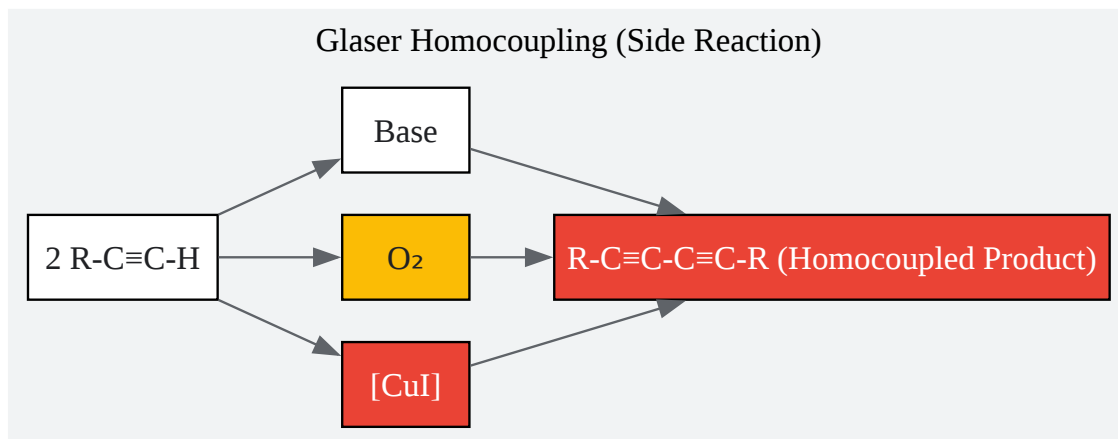 Glaser Homocoupling (Side Reaction)
Base
2 R-C≡C-H
O₂
R-C≡C-C≡C-R (Homocoupled Product)
[CuI]